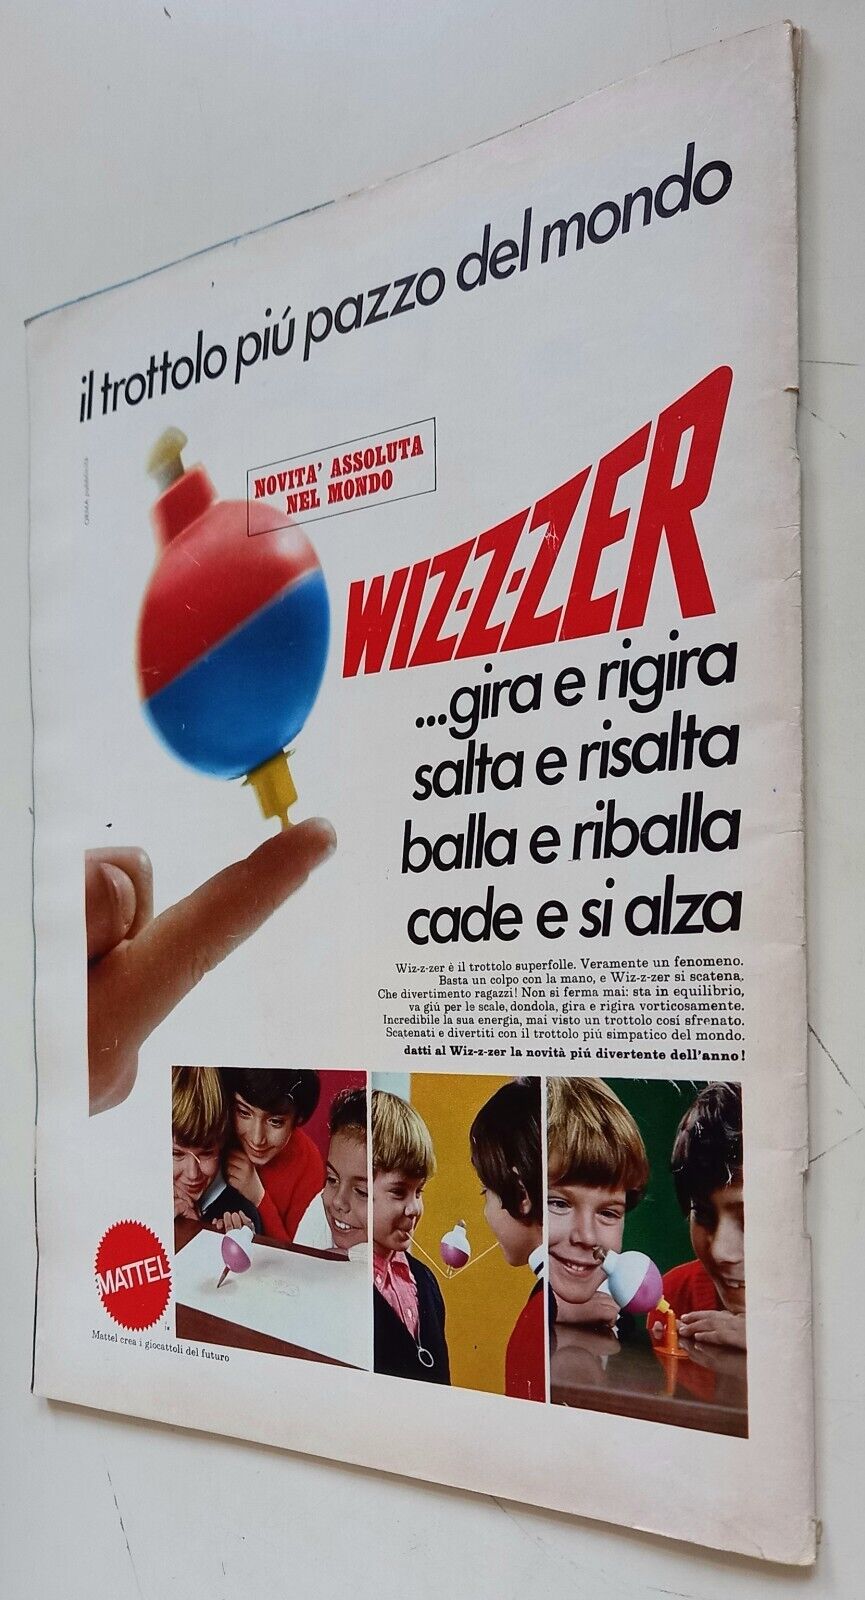 il trottolo piú pazzo del mondo
NOVITA' ASSOLUTA
NEL MONDO
WIZ-Z-ZER
...gira e rigira
salta e risalta
balla e riballa
cade e si alza
Wiz-z-zer è il trottolo superfolle. Veramente un fenomeno.
Basta un colpo con la mano, e Wiz-z-zer si scatena.
Che divertimento ragazzi! Non si ferma mai: sta in equilibrio,
va giú per le scale, dondola, gira e rigira vorticosamente.
Incredibile la sua energia, mai visto un trottolo cosí sfrenato.
Scatenati e divertiti con il trottolo piú simpatico del mondo.
datti al Wiz-z-zer la novità piú divertente dell'anno!
MATTEL
Mattel crea i giocattoli del futuro